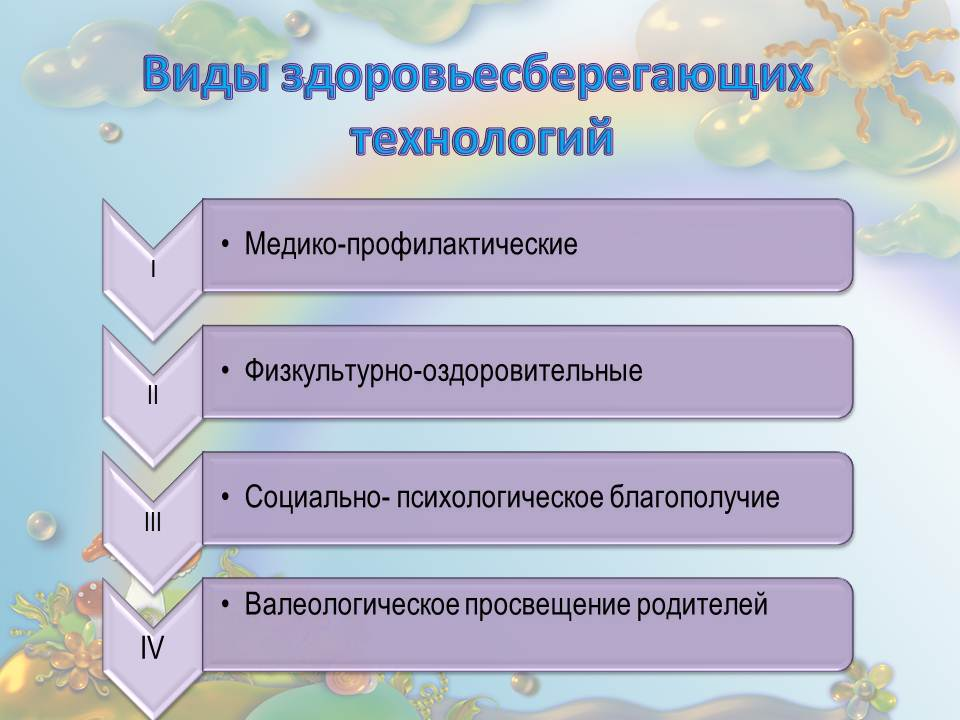 Виды здоровьесберегающих
технологий
I
• Медико-профилактические
II
• Физкультурно-оздоровительные
III
• Социально- психологическое благополучие
IV
• Валеологическое просвещение родителей